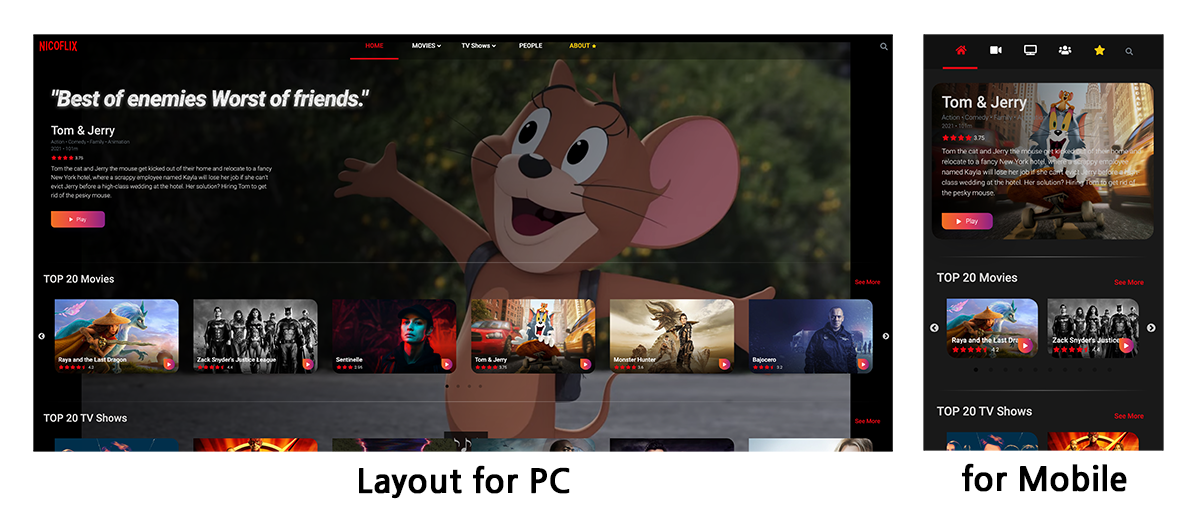 NICOFLIX
HOME MOVIES TV Shows PEOPLE ABOUT
"Best of enemies Worst of friends."
Tom & Jerry
Action • Comedy • Family • Animation
2021 • 101m
3.75
Tom the cat and Jerry the mouse get kicked out of their home and relocate to a fancy
New York hotel, where a scrappy employee named Kayla will lose her job if she can't
evict Jerry before a high-class wedding at the hotel. Her solution? Hiring Tom to get
rid of the pesky mouse.
Play
TOP 20 Movies
See More
Raya and the Last Dragon
4.3
Zack Snyder's Justice League
4.4
Sentinelle
2.95
Tom & Jerry
3.75
Monster Hunter
3.6
Bajocero
3.2
TOP 20 TV Shows
See More
Layout for PC
Tom & Jerry
Action • Comedy • Family • Animation
2021 • 101m
3.75
Tom the cat and Jerry the mouse get kicked out of their home and
relocate to a fancy New York hotel, where a scrappy employee
named Kayla will lose her job if she can't evict Jerry before a high-
class wedding at the hotel. Her solution? Hiring Tom to get rid of
the pesky mouse.
Play
TOP 20 Movies
See More
Raya and the Last Dra
4.3
Zack Snyder's Justice
4.4
TOP 20 TV Shows
See More
for Mobile